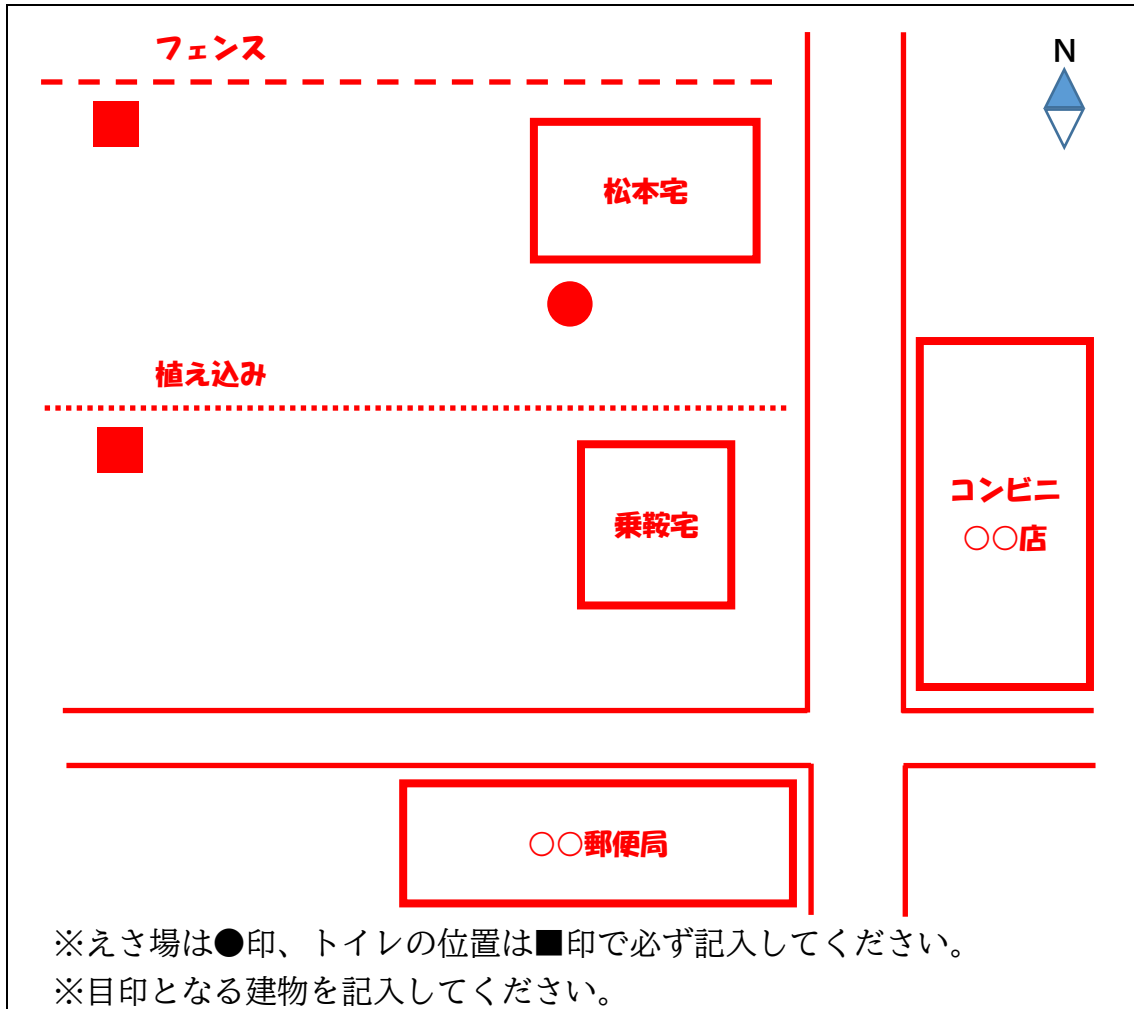 フェンス
N
松本宅
植え込み
コンビニ
○○店
乗鞍宅
○○郵便局
※えさ場は●印、トイレの位置は■印で必ず記入してください。
※目印となる建物を記入してください。